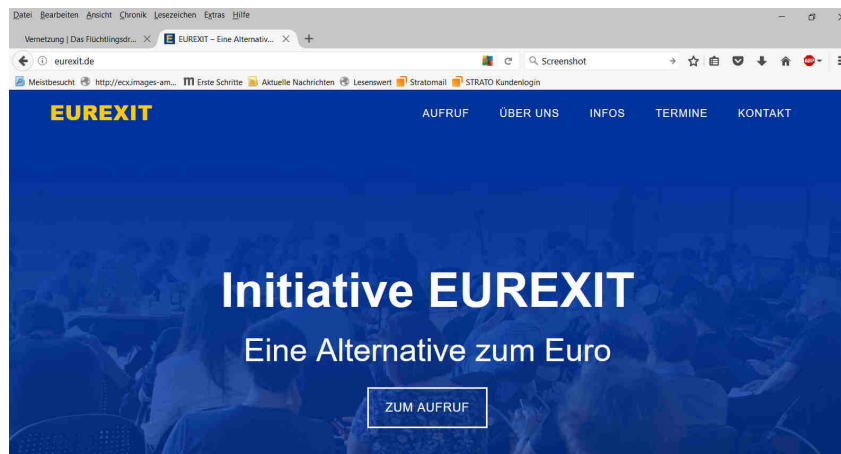 Datei Bearbeiten Ansicht Chronik Lesezeichen Extras Hilfe
Vernetzung | Das Flüchtlingsdr... EUREXIT – Eine Alternativ...
eurexit.de Screenshot
Meistbesucht http://ecx.images-am... Erste Schritte Aktuelle Nachrichten Lesenswert Stratomail STRATO Kundenlogin
EUREXIT AUFRUF ÜBER UNS INFOS TERMINE KONTAKT
Initiative EUREXIT
Eine Alternative zum Euro
ZUM AUFRUF